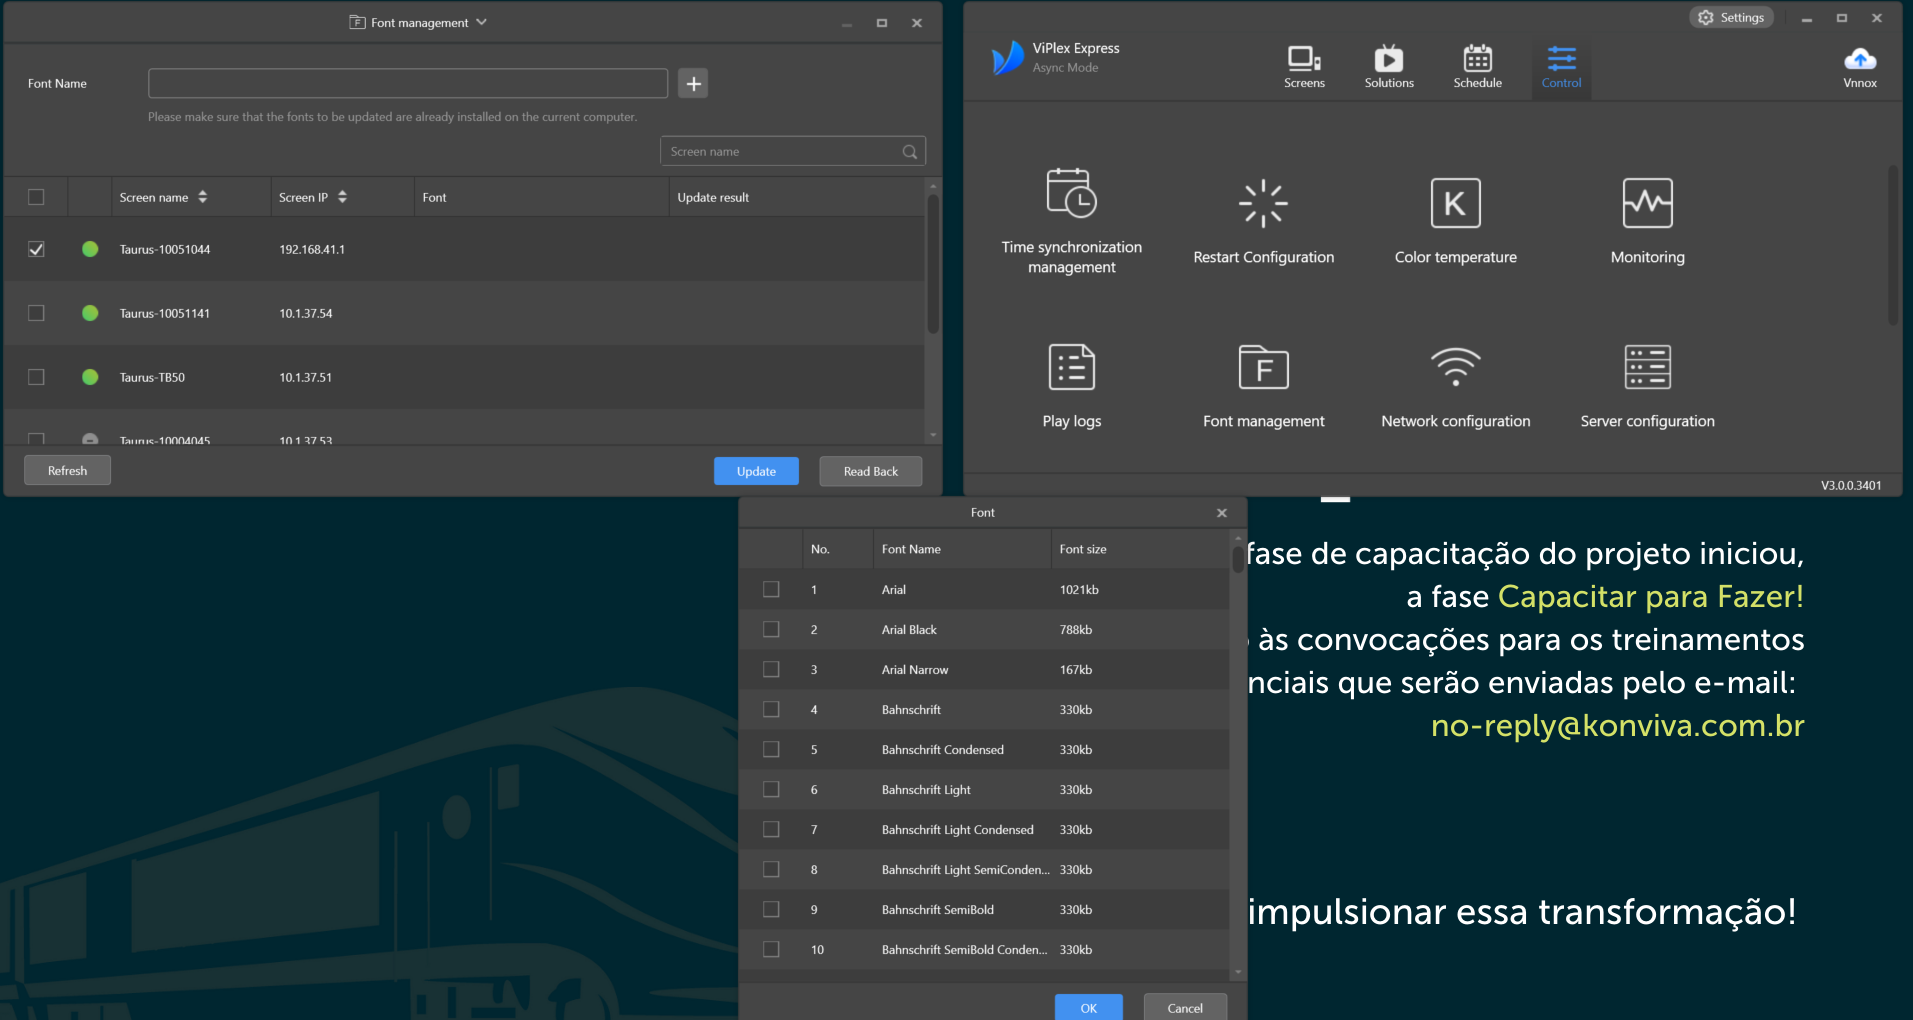 Font management
Font Name
+
Please make sure that the fonts to be updated are already installed on the current computer.
Screen name
Screen name Screen IP Font Update result
Taurus-10051044 192.168.41.1
Taurus-10051141 10.1.37.54
Taurus-TB50 10.1.37.51
Taurus-10004045 10.1.37.53
Refresh Update Read Back
Settings
ViPlex Express
Async Mode
Screens Solutions Schedule Control Vnnox
Time synchronization
management
Restart Configuration
K
Color temperature
Monitoring
Play logs
F
Font management
Network configuration
Server configuration
V3.0.0.3401
Font
No. Font Name Font size
1 Arial 1021kb
2 Arial Black 788kb
3 Arial Narrow 167kb
4 Bahnschrift 330kb
5 Bahnschrift Condensed 330kb
6 Bahnschrift Light 330kb
7 Bahnschrift Light Condensed 330kb
8 Bahnschrift Light SemiConden... 330kb
9 Bahnschrift SemiBold 330kb
10 Bahnschrift SemiBold Conden... 330kb
OK Cancel
fase de capacitação do projeto iniciou,
a fase Capacitar para Fazer!
às convocações para os treinamentos
nciais que serão enviadas pelo e-mail:
no-reply@konviva.com.br
impulsionar essa transformação!